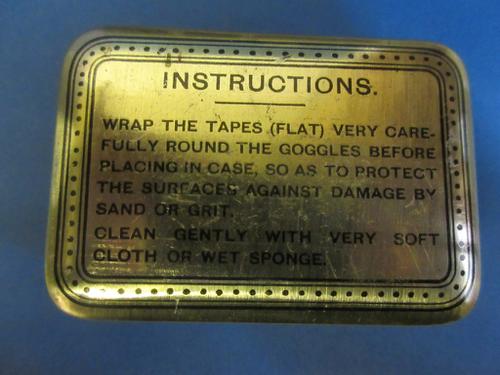 INSTRUCTIONS.
WRAP THE TAPES (FLAT) VERY CARE-
FULLY ROUND THE GOGGLES BEFORE
PLACING IN CASE, SO AS TO PROTECT
THE SURFACES AGAINST DAMAGE BY
SAND OR GRIT.
CLEAN GENTLY WITH VERY SOFT
CLOTH OR WET SPONGE.